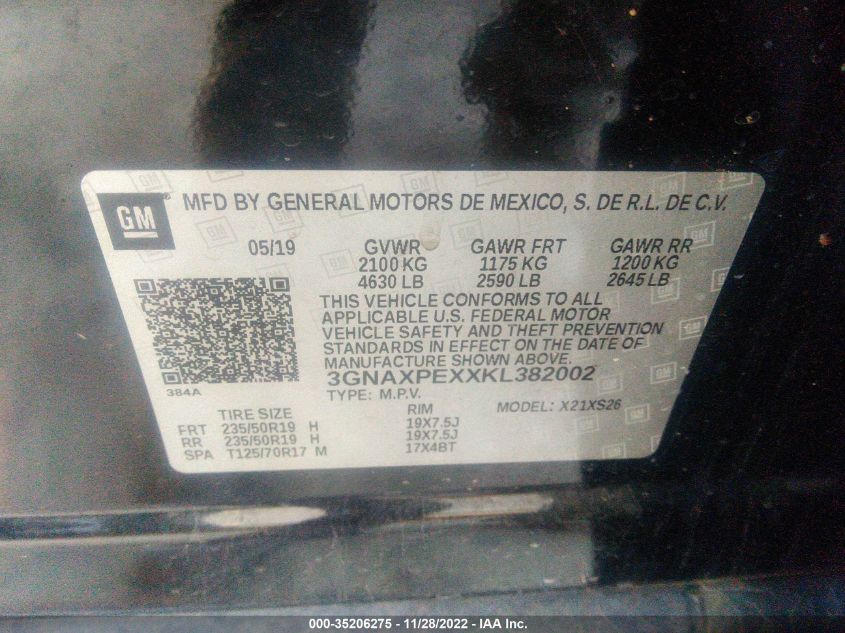 GM MFD BY GENERAL MOTORS DE MEXICO, S. DE R.L. DE C.V.
05/19 GVWR GAWR FRT GAWR RR
2100 KG 1175 KG 1200 KG
4630 LB 2590 LB 2645 LB
THIS VEHICLE CONFORMS TO ALL
APPLICABLE U.S. FEDERAL MOTOR
VEHICLE SAFETY AND THEFT PREVENTION
STANDARDS IN EFFECT ON THE DATE OF
MANUFACTURE SHOWN ABOVE.
384A 3GNAXPEXXKL382002
TYPE: M.P.V. MODEL: X21XS26
TIRE SIZE RIM
FRT 235/50R19 H 19X7.5J
RR 235/50R19 H 19X7.5J
SPA T125/70R17 M 17X4BT
000-35206275 - 11/28/2022 - IAA Inc.